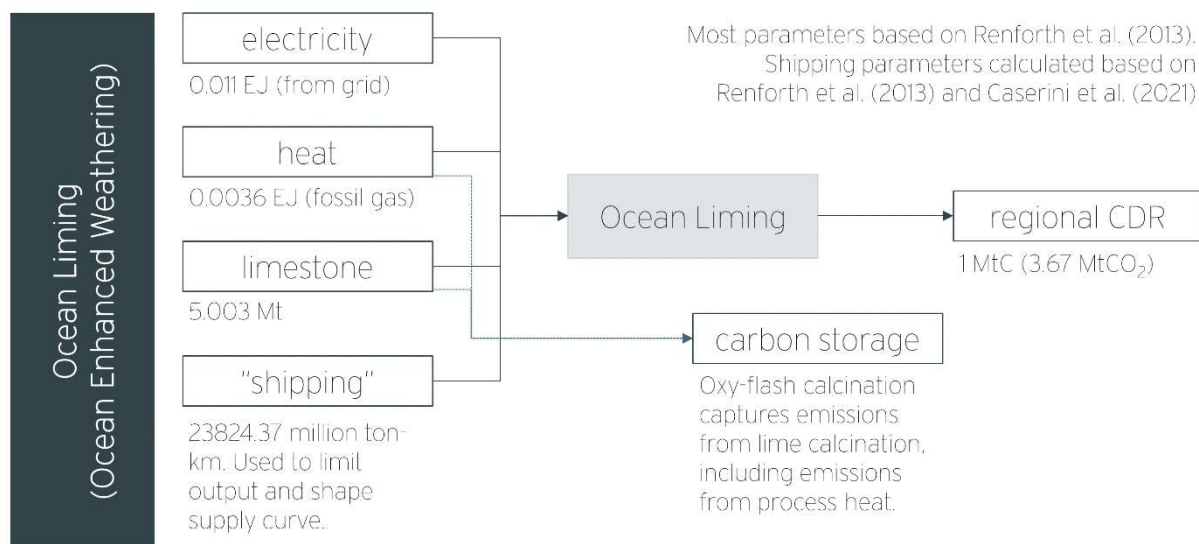 Ocean Liming
(Ocean Enhanced Weathering)
electricity
0.011 EJ (from grid)
heat
0.0036 EJ (fossil gas)
limestone
5.003 Mt
"shipping"
23824.37 million ton-
km. Used to limit
output and shape
supply curve.
Most parameters based on Renforth et al. (2013).
Shipping parameters calculated based on
Renforth et al. (2013) and Caserini et al. (2021)
Ocean Liming
regional CDR
1 MtC (3.67 MtCO₂)
carbon storage
Oxy-flash calcination
captures emissions
from lime calcination,
including emissions
from process heat.